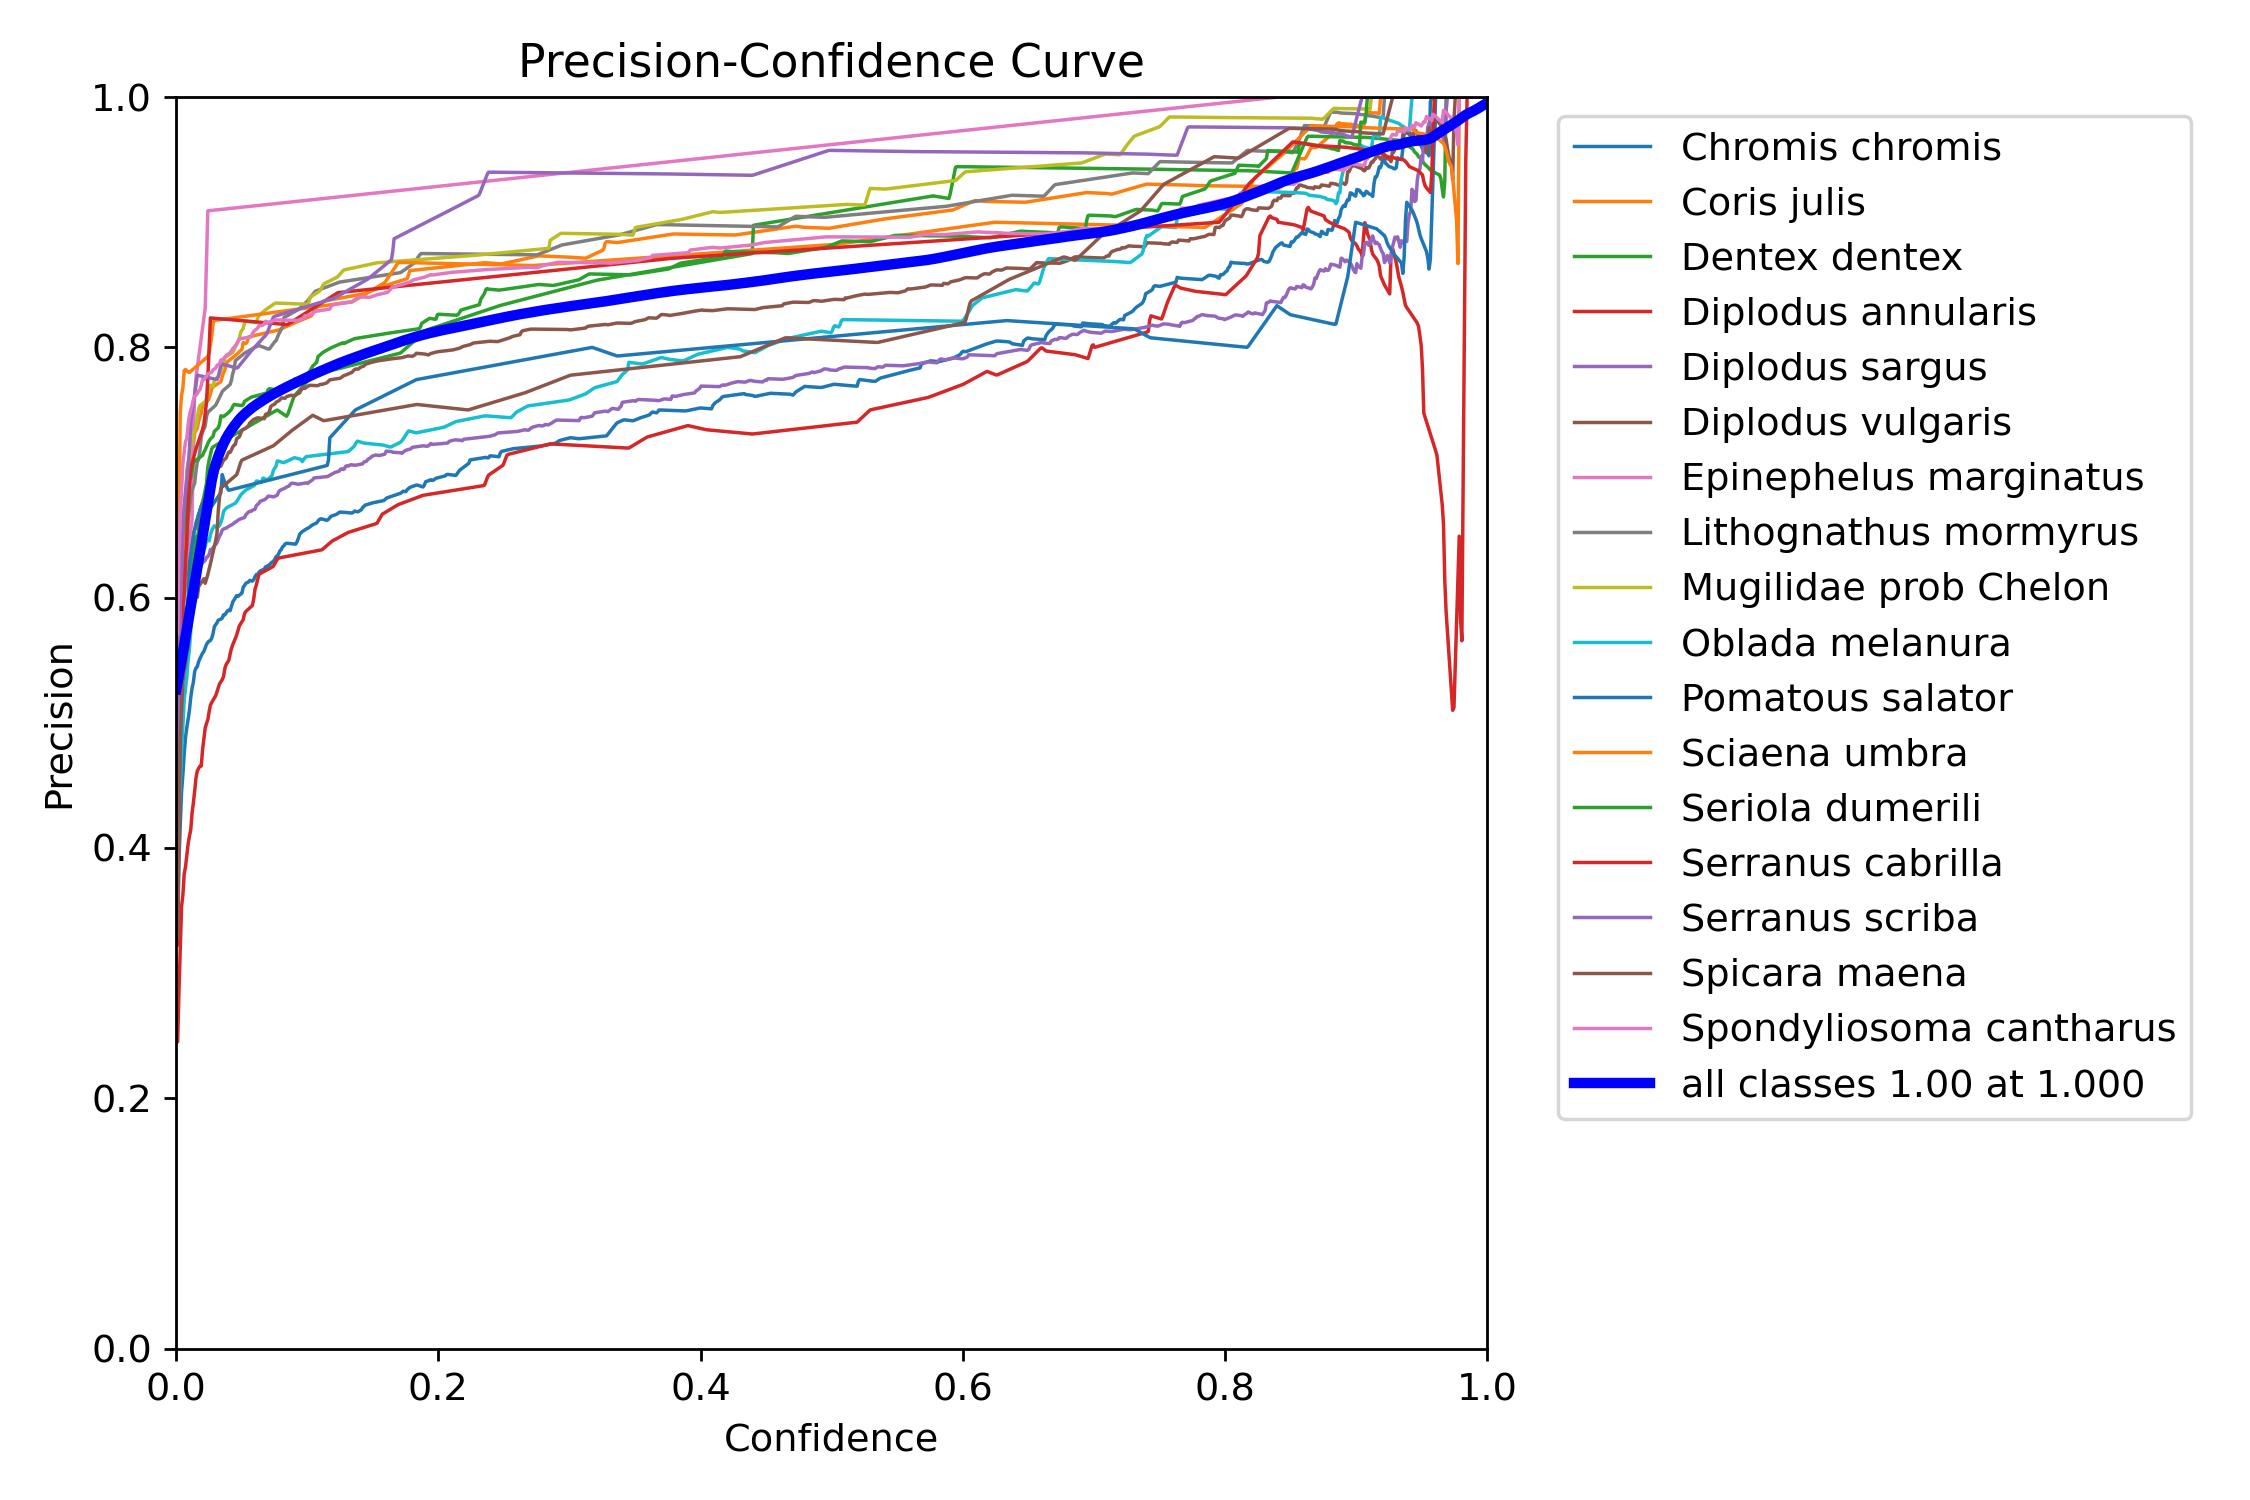 Precision-Confidence Curve
1.0
0.8
0.6
0.4
0.2
0.0
Precision
0.0 0.2 0.4 0.6 0.8 1.0
Confidence
Chromis chromis
Coris julis
Dentex dentex
Diplodus annularis
Diplodus sargus
Diplodus vulgaris
Epinephelus marginatus
Lithognathus mormyrus
Mugilidae prob Chelon
Oblada melanura
Pomatous salator
Sciaena umbra
Seriola dumerili
Serranus cabrilla
Serranus scriba
Spicara maena
Spondyliosoma cantharus
all classes 1.00 at 1.000